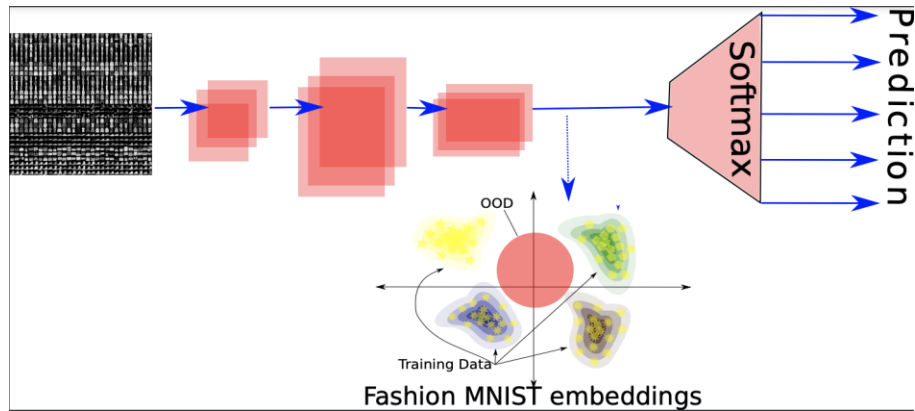 Softmax
Prediction
OOD
Training Data
Fashion MNIST embeddings